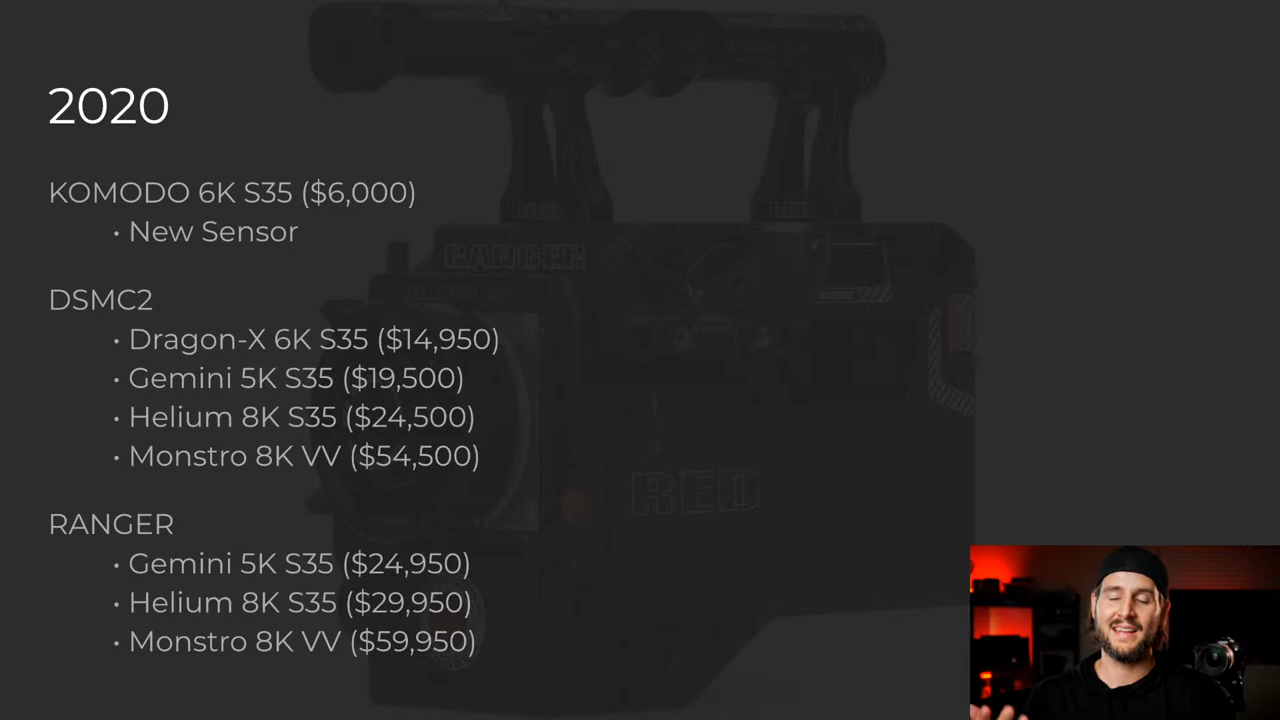 2020
KOMODO 6K S35 ($6,000)
• New Sensor
DSMC2
• Dragon-X 6K S35 ($14,950)
• Gemini 5K S35 ($19,500)
• Helium 8K S35 ($24,500)
• Monstro 8K VV ($54,500)
RANGER
• Gemini 5K S35 ($24,950)
• Helium 8K S35 ($29,950)
• Monstro 8K VV ($59,950)
RANGER
RED